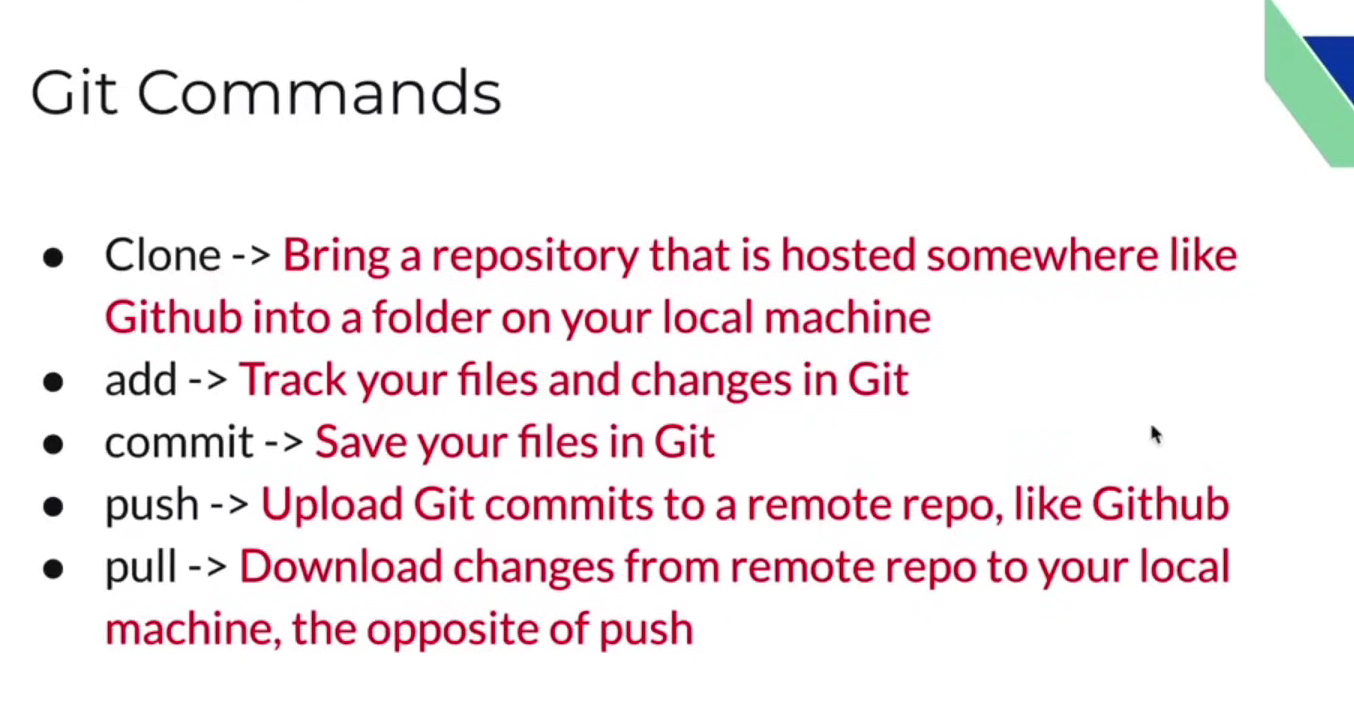 Git Commands
● Clone -> Bring a repository that is hosted somewhere like
Github into a folder on your local machine
● add -> Track your files and changes in Git
● commit -> Save your files in Git
● push -> Upload Git commits to a remote repo, like Github
● pull -> Download changes from remote repo to your local
machine, the opposite of push